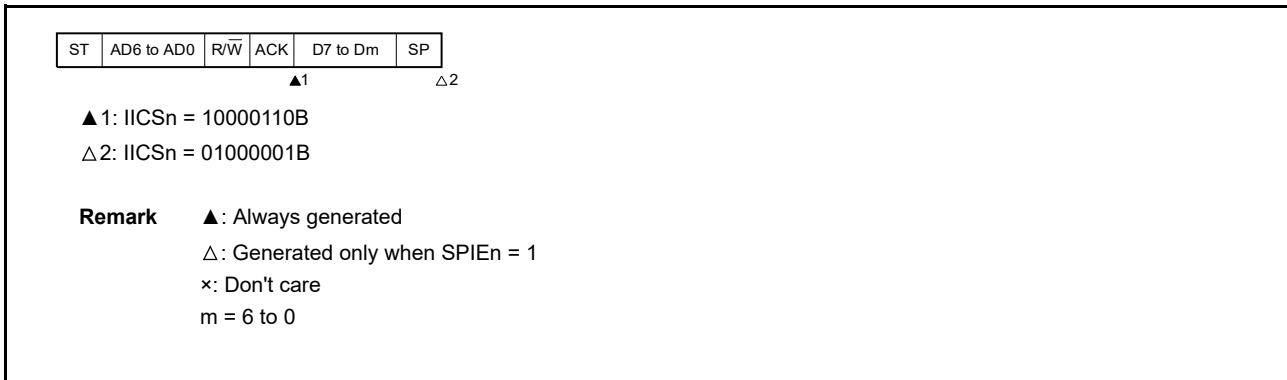 ST AD6 to AD0 R/W̅ ACK D7 to Dm SP
▲1 △2
▲1: IICSn = 10000110B
△2: IICSn = 01000001B
Remark ▲: Always generated
△: Generated only when SPIEn = 1
×: Don't care
m = 6 to 0